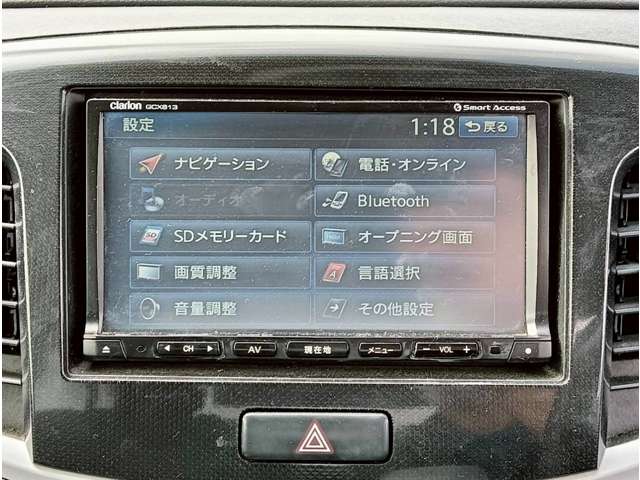 Clarion GCX813
Smart Access
設定
1:18
戻る
ナビゲーション
電話・オンライン
オーディオ
Bluetooth
SDメモリーカード
オープニング画面
画質調整
言語選択
音量調整
その他設定
CH
AV
現在地
メニュー
− VOL +